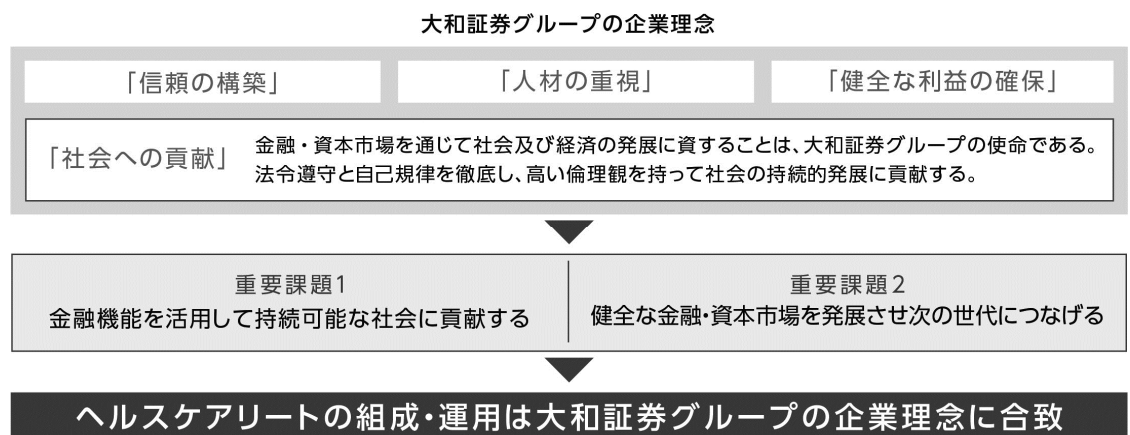 大和証券グループの企業理念
「信頼の構築」
「人材の重視」
「健全な利益の確保」
「社会への貢献」
金融・資本市場を通じて社会及び経済の発展に資することは、大和証券グループの使命である。
法令遵守と自己規律を徹底し、高い倫理観を持って社会の持続的発展に貢献する。
重要課題1
金融機能を活用して持続可能な社会に貢献する
重要課題2
健全な金融・資本市場を発展させ次の世代につなげる
ヘルスケアリートの組成・運用は大和証券グループの企業理念に合致